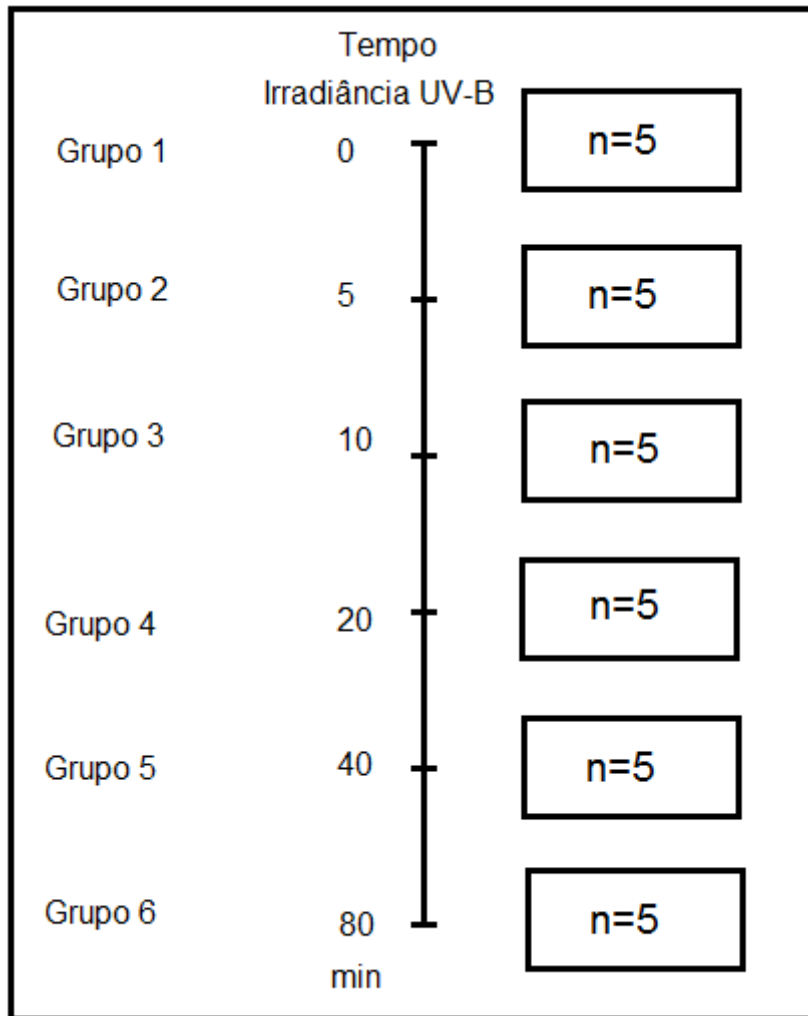 Tempo
Irradiância UV-B
Grupo 1 0 n=5
Grupo 2 5 n=5
Grupo 3 10 n=5
Grupo 4 20 n=5
Grupo 5 40 n=5
Grupo 6 80 n=5
min